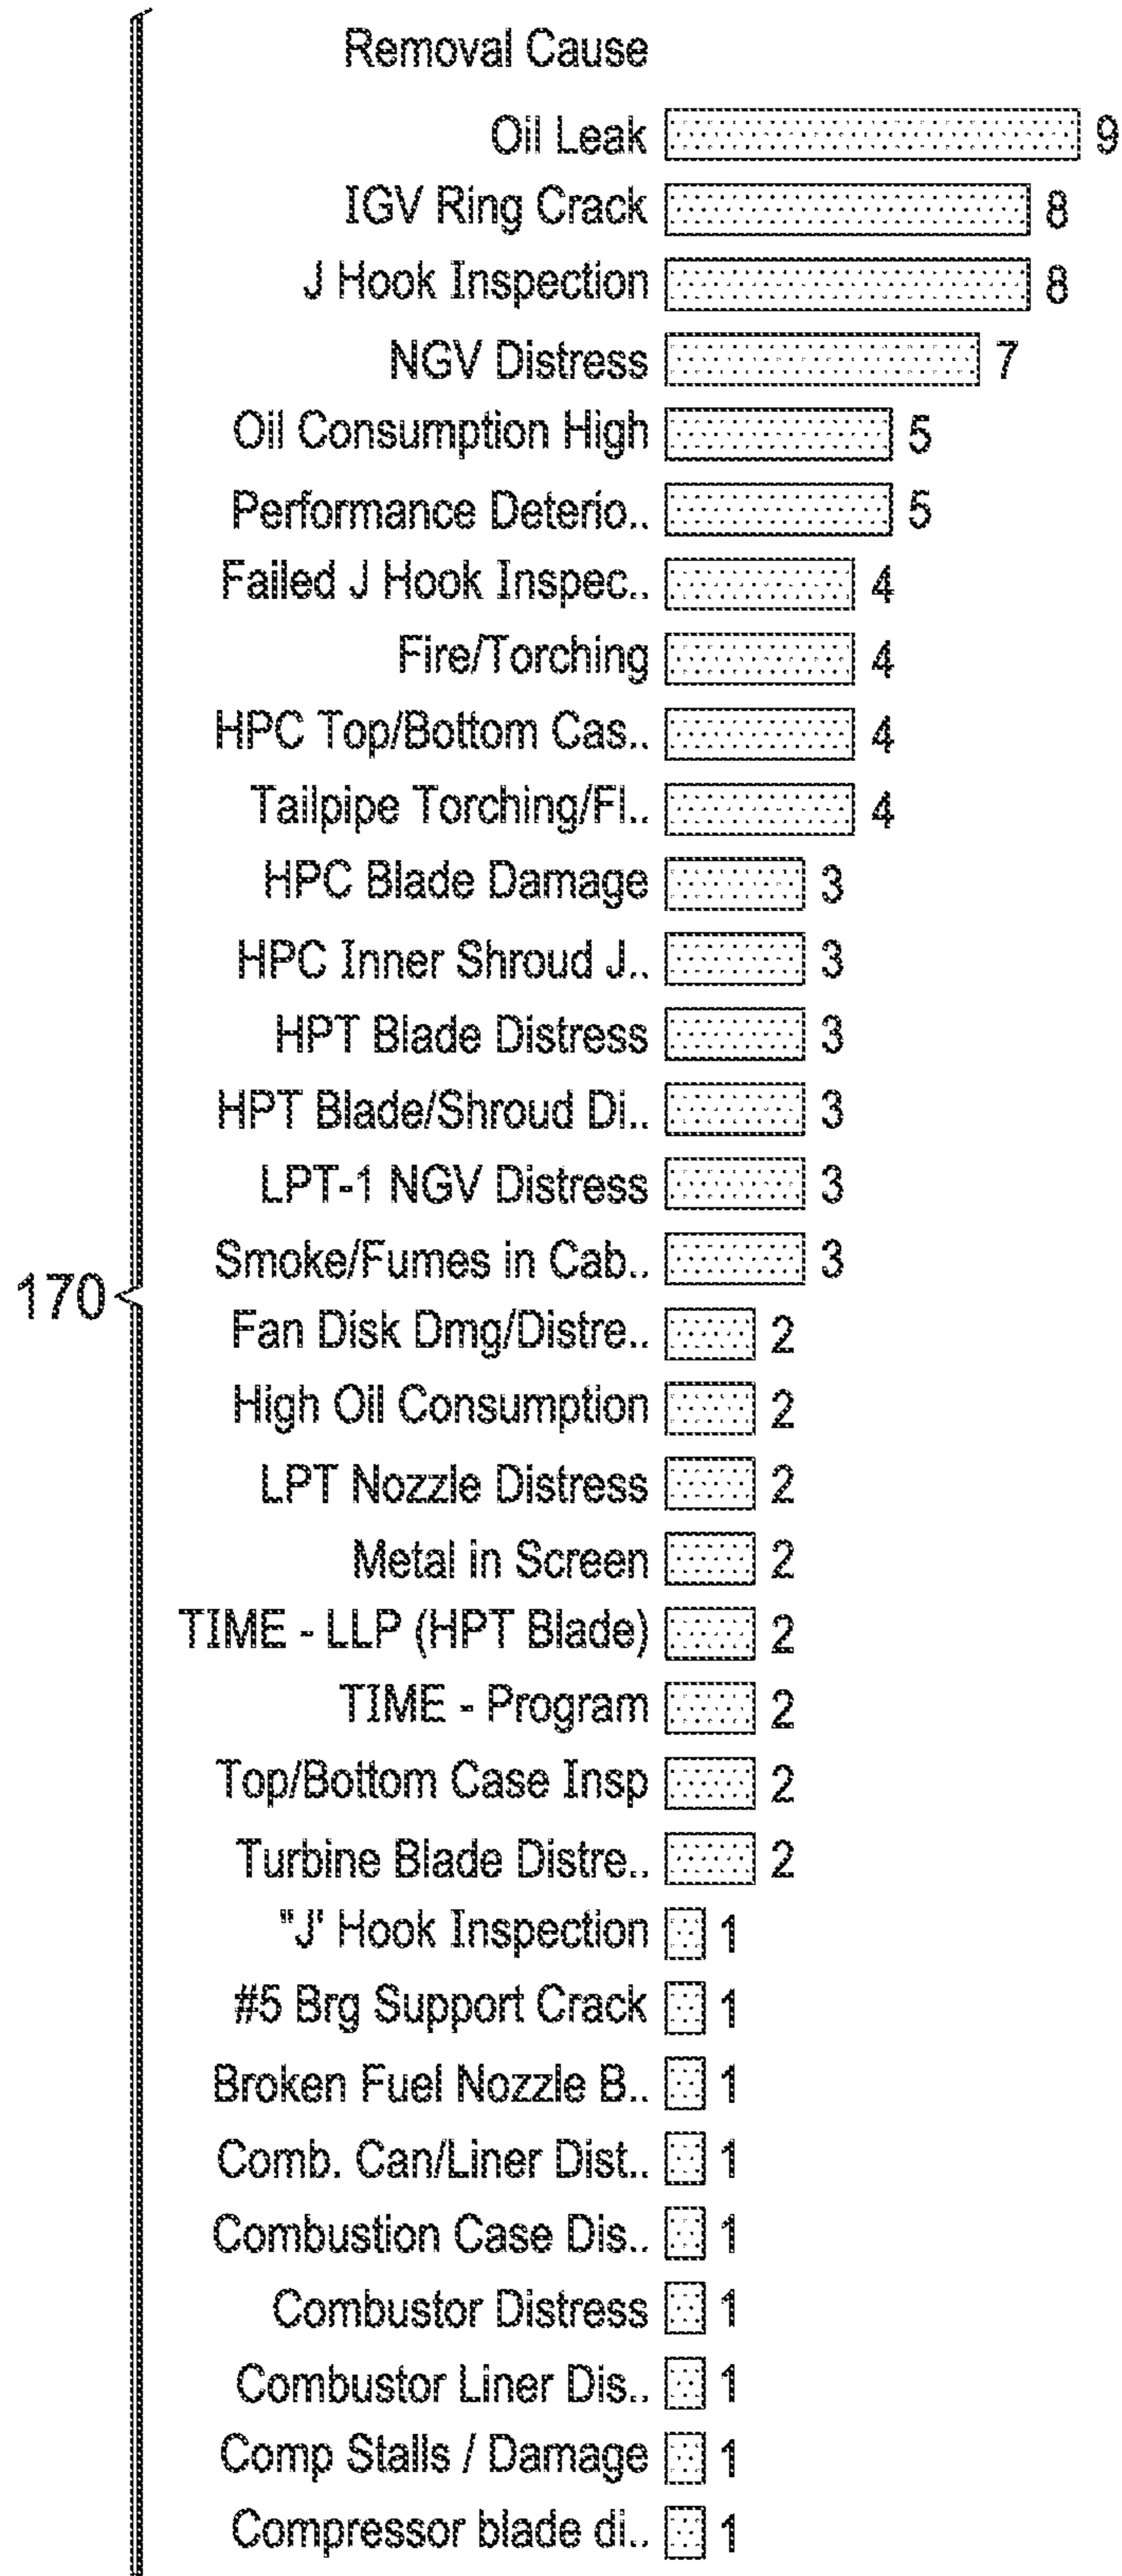 Removal Cause
Oil Leak 9
IGV Ring Crack 8
J Hook Inspection 8
NGV Distress 7
Oil Consumption High 5
Performance Deterio.. 5
Failed J Hook Inspec.. 4
Fire/Torching 4
HPC Top/Bottom Cas.. 4
Tailpipe Torching/Fl.. 4
HPC Blade Damage 3
HPC Inner Shroud J.. 3
HPT Blade Distress 3
HPT Blade/Shroud Di.. 3
LPT-1 NGV Distress 3
Smoke/Fumes in Cab.. 3
170
Fan Disk Dmg/Distre.. 2
High Oil Consumption 2
LPT Nozzle Distress 2
Metal in Screen 2
TIME - LLP (HPT Blade) 2
TIME - Program 2
Top/Bottom Case Insp 2
Turbine Blade Distre.. 2
"J' Hook Inspection 1
#5 Brg Support Crack 1
Broken Fuel Nozzle B.. 1
Comb. Can/Liner Dist.. 1
Combustion Case Dis.. 1
Combustor Distress 1
Combustor Liner Dis.. 1
Comp Stalls / Damage 1
Compressor blade di.. 1